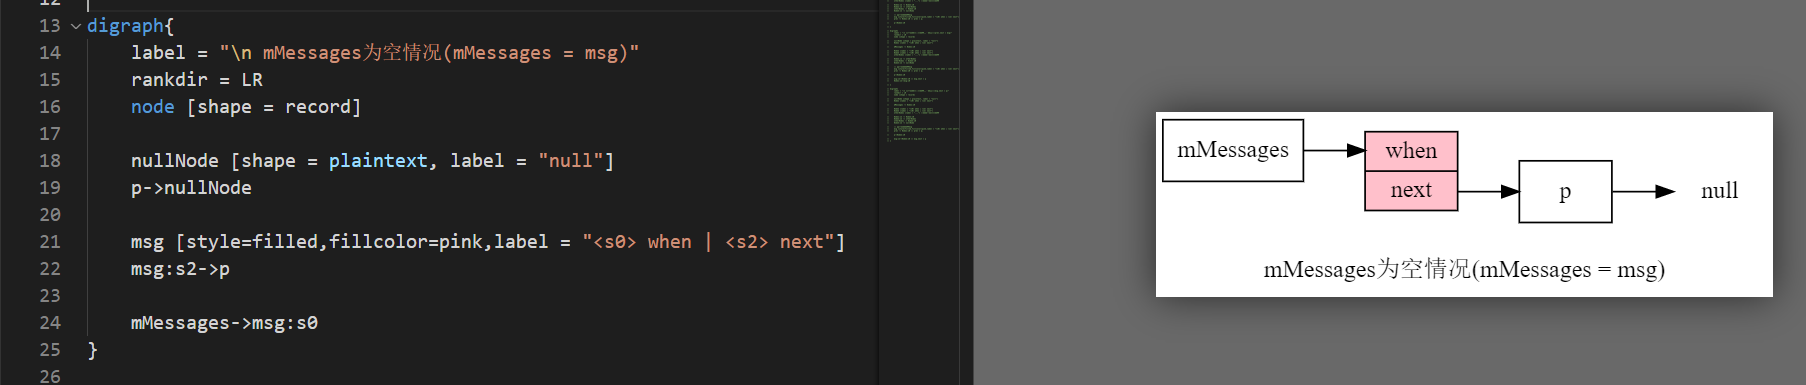 12
13 digraph{
14 label = "\n mMessages为空情况(mMessages = msg)"
15 rankdir = LR
16 node [shape = record]
17
18 nullNode [shape = plaintext, label = "null"]
19 p->nullNode
20
21 msg [style=filled,fillcolor=pink,label = "<s0> when | <s2> next"]
22 msg:s2->p
23
24 mMessages->msg:s0
25 }
26
mMessages
when
next
p
null
mMessages为空情况(mMessages = msg)